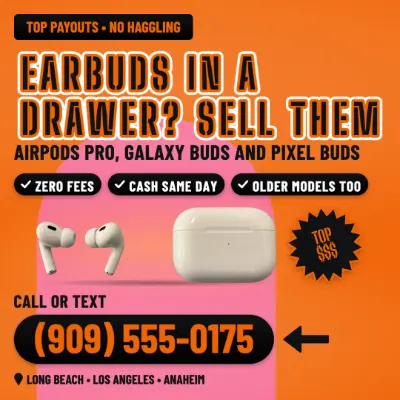 TOP PAYOUTS • NO HAGGLING
EARBUDS IN A
DRAWER? SELL THEM
AIRPODS PRO, GALAXY BUDS AND PIXEL BUDS
ZERO FEES
CASH SAME DAY
OLDER MODELS TOO
TOP
$$$
CALL OR TEXT
(909) 555-0175
LONG BEACH • LOS ANGELES • ANAHEIM